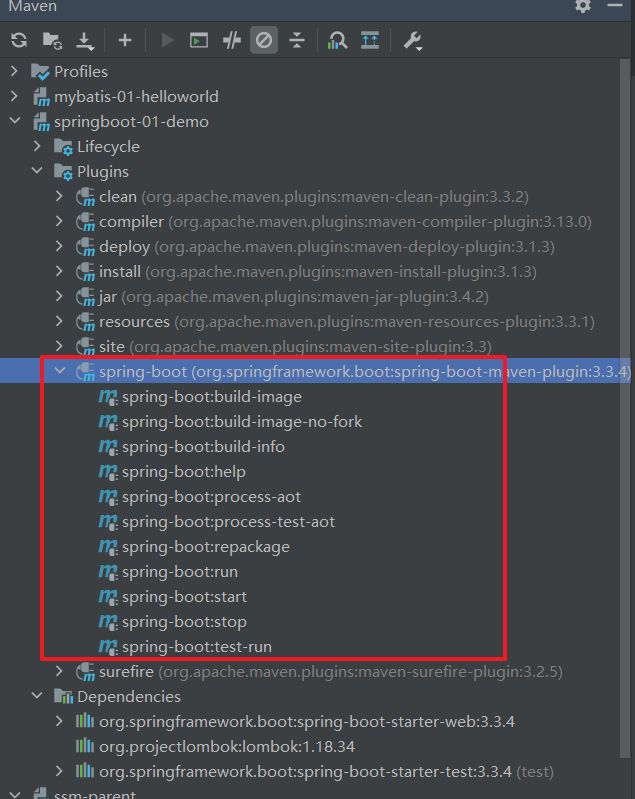 Maven
Profiles
mybatis-01-helloworld
springboot-01-demo
Lifecycle
Plugins
clean (org.apache.maven.plugins:maven-clean-plugin:3.3.2)
compiler (org.apache.maven.plugins:maven-compiler-plugin:3.13.0)
deploy (org.apache.maven.plugins:maven-deploy-plugin:3.1.3)
install (org.apache.maven.plugins:maven-install-plugin:3.1.3)
jar (org.apache.maven.plugins:maven-jar-plugin:3.4.2)
resources (org.apache.maven.plugins:maven-resources-plugin:3.3.1)
site (org.apache.maven.plugins:maven-site-plugin:3.3)
spring-boot (org.springframework.boot:spring-boot-maven-plugin:3.3.4)
spring-boot:build-image
spring-boot:build-image-no-fork
spring-boot:build-info
spring-boot:help
spring-boot:process-aot
spring-boot:process-test-aot
spring-boot:repackage
spring-boot:run
spring-boot:start
spring-boot:stop
spring-boot:test-run
surefire (org.apache.maven.plugins:maven-surefire-plugin:3.2.5)
Dependencies
org.springframework.boot:spring-boot-starter-web:3.3.4
org.projectlombok:lombok:1.18.34
org.springframework.boot:spring-boot-starter-test:3.3.4 (test)
ssm-parent